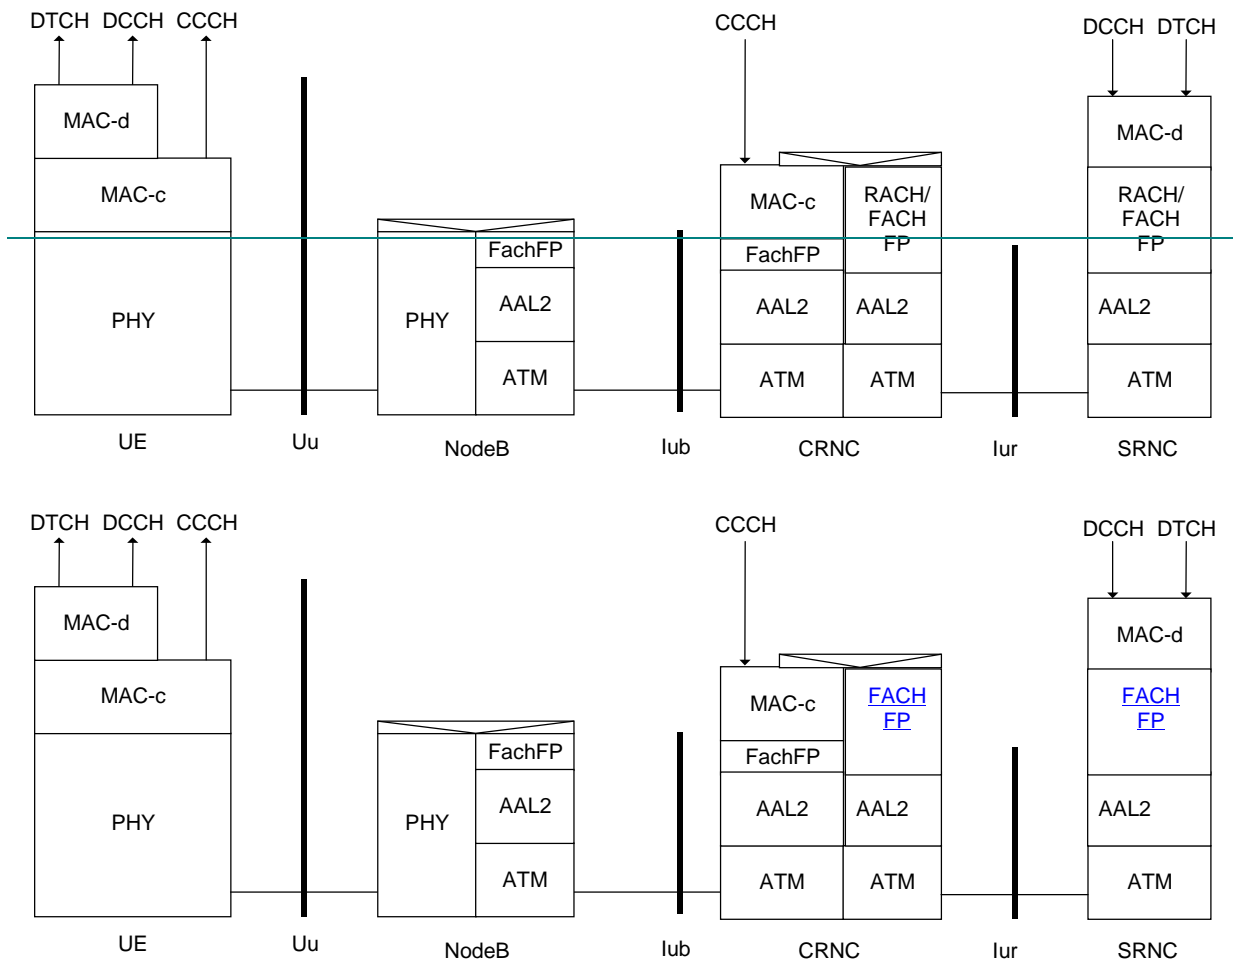 DTCH DCCH CCCH CCCH DCCH DTCH
MAC-d MAC-d
MAC-c MAC-c RACH/ RACH/
FACH FACH
FP FP
FachFP FachFP
PHY PHY AAL2 AAL2 AAL2 AAL2
ATM ATM ATM ATM
UE Uu NodeB Iub CRNC Iur SRNC
DTCH DCCH CCCH CCCH DCCH DTCH
MAC-d MAC-d
MAC-c MAC-c FACH FACH
FP FP
FachFP FachFP
PHY PHY AAL2 AAL2 AAL2 AAL2
ATM ATM ATM ATM
UE Uu NodeB Iub CRNC Iur SRNC